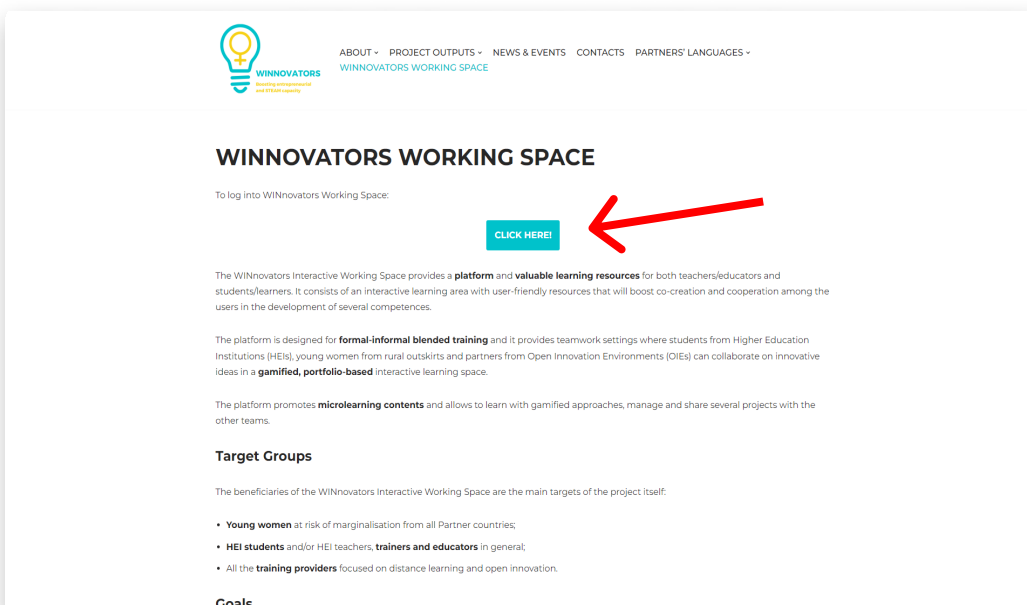 WINNOVATORS
Boosting entrepreneurial
and STEAM capacity
ABOUT PROJECT OUTPUTS NEWS & EVENTS CONTACTS PARTNERS' LANGUAGES
WINNOVATORS WORKING SPACE
WINNOVATORS WORKING SPACE
To log into WINnovators Working Space:
CLICK HERE!
The WINnovators Interactive Working Space provides a platform and valuable learning resources for both teachers/educators and
students/learners. It consists of an interactive learning area with user-friendly resources that will boost co-creation and cooperation among the
users in the development of several competences.
The platform is designed for formal-informal blended training and it provides teamwork settings where students from Higher Education
Institutions (HEIs), young women from rural outskirts and partners from Open Innovation Environments (OIEs) can collaborate on innovative
ideas in a gamified, portfolio-based interactive learning space.
The platform promotes microlearning contents and allows to learn with gamified approaches, manage and share several projects with the
other teams.
Target Groups
The beneficiaries of the WINnovators Interactive Working Space are the main targets of the project itself:
• Young women at risk of marginalisation from all Partner countries;
• HEI students and/or HEI teachers, trainers and educators in general;
• All the training providers focused on distance learning and open innovation.
Goals